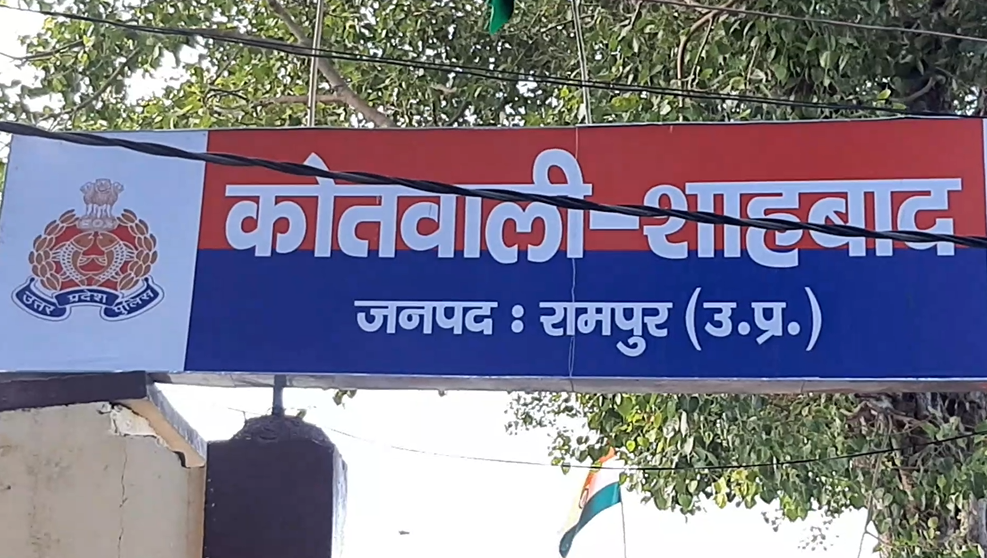 कोतवाली-शाहबाद
जनपद : रामपुर (उ.प्र.)
उत्तर प्रदेश पुलिस